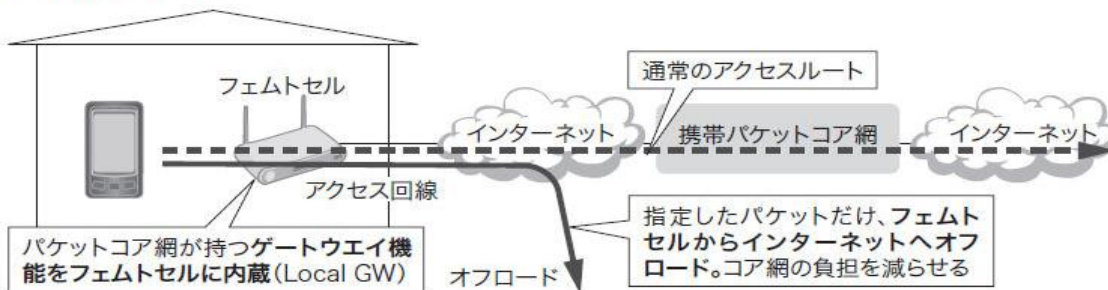 フェムトセル
通常のアクセスルート
インターネット
携帯パケットコア網
インターネット
アクセス回線
パケットコア網が持つゲートウエイ機
能をフェムトセルに内蔵(Local GW)
オフロード
指定したパケットだけ、フェムト
セルからインターネットへオフ
ロード。コア網の負担を減らせる